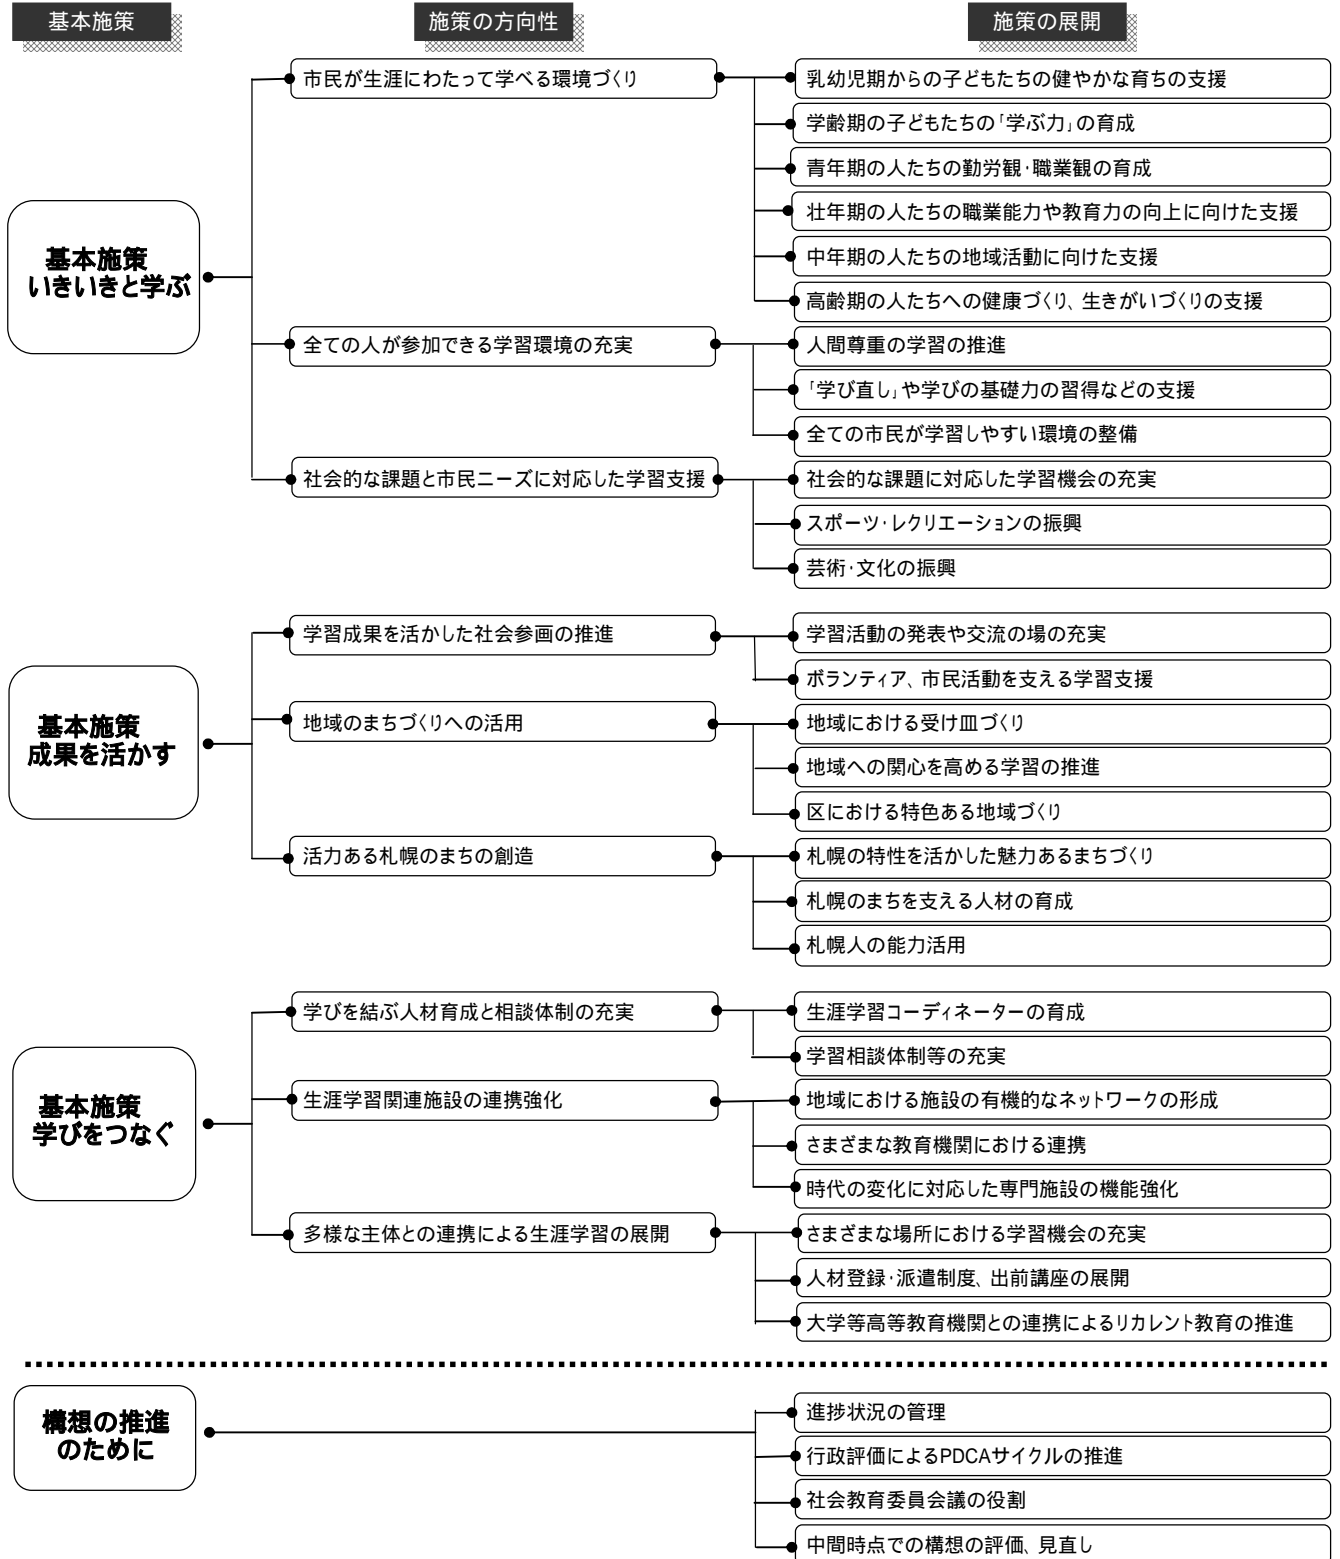 基本施策
施策の方向性
施策の展開
基本施策
いきいきと学ぶ
市民が生涯にわたって学べる環境づくり
乳幼児期からの子どもたちの健やかな育ちの支援
学齢期の子どもたちの「学ぶ力」の育成
青年期の人たちの勤労観・職業観の育成
壮年期の人たちの職業能力や教育力の向上に向けた支援
中年期の人たちの地域活動に向けた支援
高齢期の人たちへの健康づくり、生きがいづくりの支援
全ての人が参加できる学習環境の充実
人間尊重の学習の推進
「学び直し」や学びの基礎力の習得などの支援
全ての市民が学習しやすい環境の整備
社会的な課題と市民ニーズに対応した学習支援
社会的な課題に対応した学習機会の充実
スポーツ・レクリエーションの振興
芸術・文化の振興
基本施策
成果を活かす
学習成果を活かした社会参画の推進
学習活動の発表や交流の場の充実
ボランティア、市民活動を支える学習支援
地域のまちづくりへの活用
地域における受け皿づくり
地域への関心を高める学習の推進
区における特色ある地域づくり
活力ある札幌のまちの創造
札幌の特性を活かした魅力あるまちづくり
札幌のまちを支える人材の育成
札幌人の能力活用
基本施策
学びをつなぐ
学びを結ぶ人材育成と相談体制の充実
生涯学習コーディネーターの育成
学習相談体制等の充実
生涯学習関連施設の連携強化
地域における施設の有機的なネットワークの形成
さまざまな教育機関における連携
時代の変化に対応した専門施設の機能強化
多様な主体との連携による生涯学習の展開
さまざまな場所における学習機会の充実
人材登録・派遣制度、出前講座の展開
大学等高等教育機関との連携によるリカレント教育の推進
構想の推進
のために
進捗状況の管理
行政評価によるPDCAサイクルの推進
社会教育委員会議の役割
中間時点での構想の評価、見直し